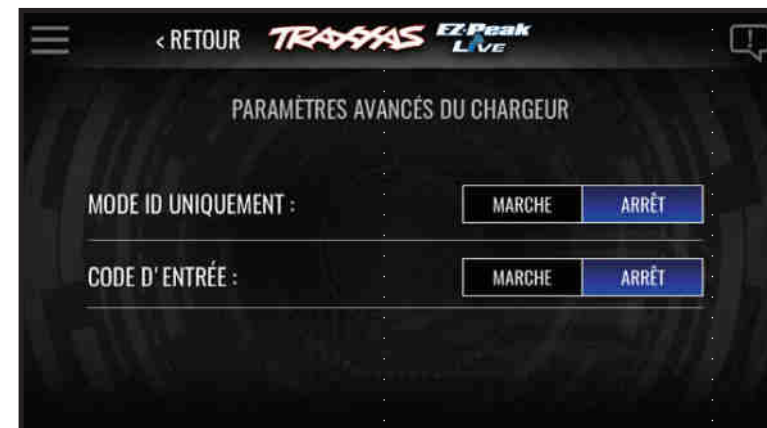 < RETOUR TRAXXAS EZ-Peak LIVE
PARAMÈTRES AVANCÉS DU CHARGEUR
MODE ID UNIQUEMENT : MARCHE ARRÊT
CODE D'ENTRÉE : MARCHE ARRÊT